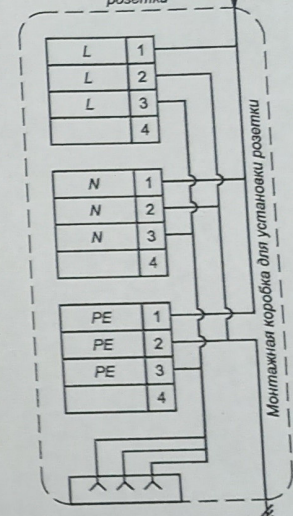 розетки
L 1
L 2
L 3
4
N 1
N 2
N 3
4
PE 1
PE 2
PE 3
4
Монтажная коробка для установки розетки